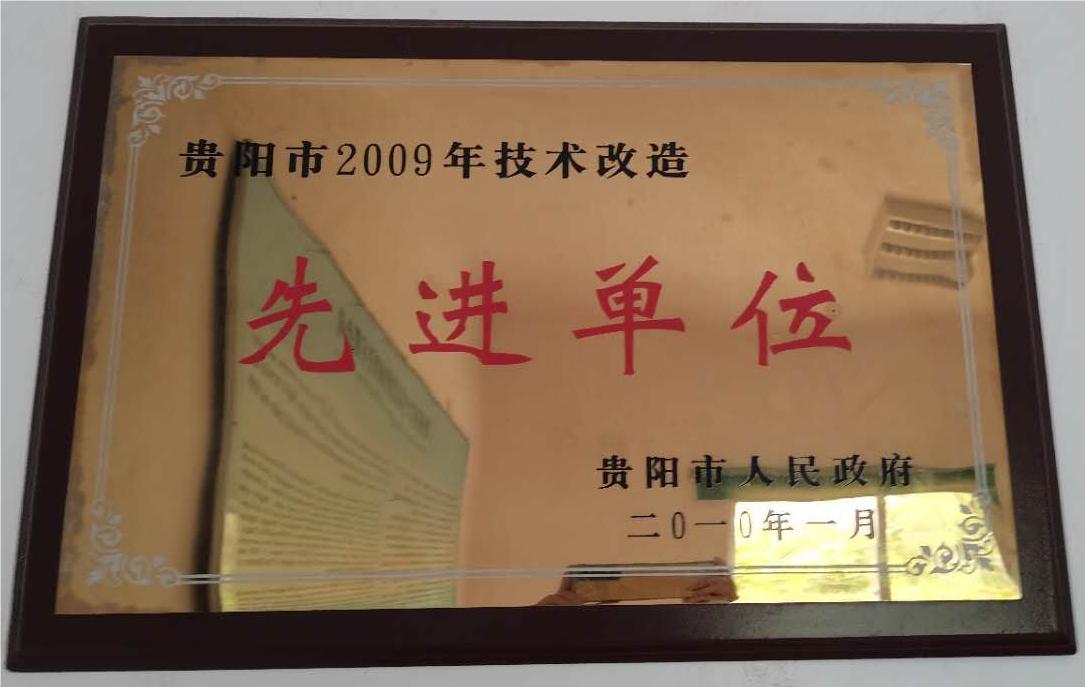 贵阳市2009年技术改造
先进单位
贵阳市人民政府
二0一0年一月